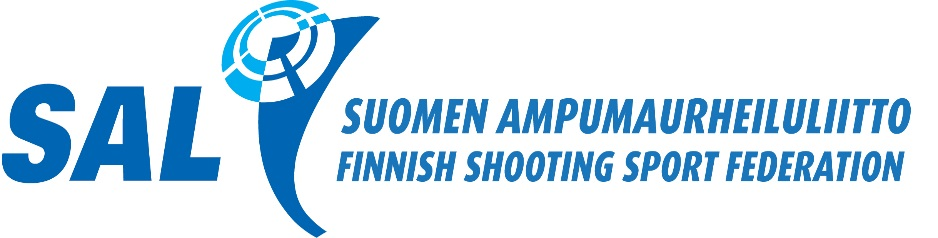 SAL
SUOMEN AMPUMAURHEILULIITTO
FINNISH SHOOTING SPORT FEDERATION